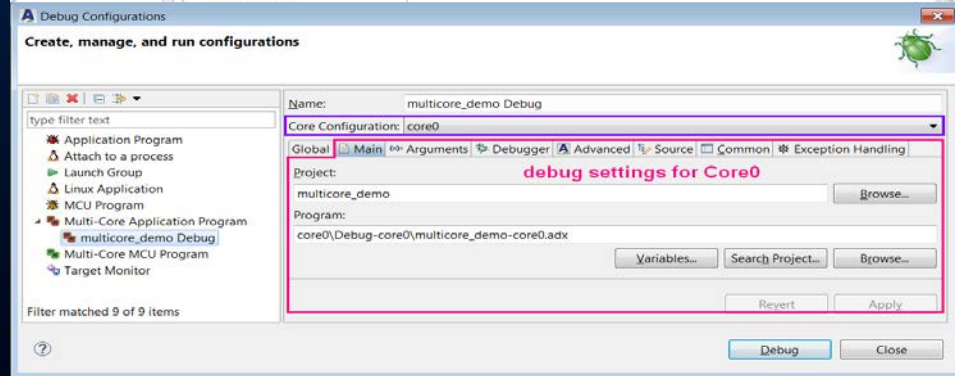 Debug Configurations
Create, manage, and run configurations
type filter text
Application Program
Attach to a process
Launch Group
Linux Application
MCU Program
Multi-Core Application Program
multicore_demo Debug
Multi-Core MCU Program
Target Monitor
Filter matched 9 of 9 items
Name: multicore_demo Debug
Core Configuration: core0
Global Main Arguments Debugger Advanced Source Common Exception Handling
Project: debug settings for Core0
multicore_demo Browse...
Program:
core0\Debug-core0\multicore_demo-core0.adx
Variables... Search Project... Browse...
Revert Apply
Debug Close